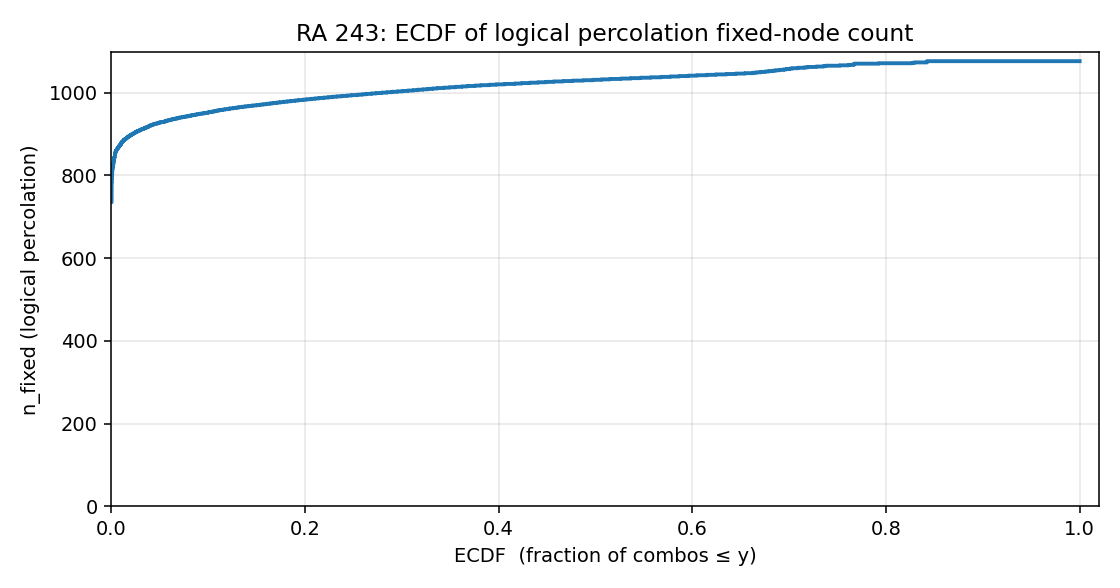 RA 243: ECDF of logical percolation fixed-node count
n_fixed (logical percolation)
1000
800
600
400
200
0
0.0 0.2 0.4 0.6 0.8 1.0
ECDF  (fraction of combos ≤ y)